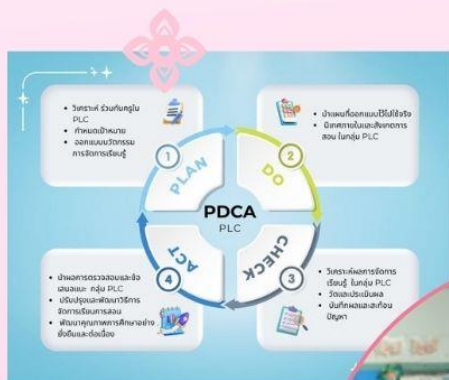 • วิเคราะห์ ร่วมกับครูใน
PLC
• กำหนดเป้าหมาย
• ออกแบบนวัตกรรม
การจัดการเรียนรู้
1
PLAN
• นำแผนที่ออกแบบไว้ไปใช้จริง
• นิเทศภายในและสังเกตการ
สอน ในกลุ่ม PLC
2
DO
PDCA
PLC
• วิเคราะห์ผลการจัดการ
เรียนรู้ ในกลุ่ม PLC
• วัดและประเมินผล
• บันทึกผลและสะท้อน
ปัญหา
3
CHECK
• นำผลการตรวจสอบและข้อ
เสนอแนะ กลุ่ม PLC
• ปรับปรุงและพัฒนาวิธีการ
จัดการเรียนการสอน
• พัฒนาคุณภาพการศึกษาอย่าง
ยั่งยืนและต่อเนื่อง
4
ACT